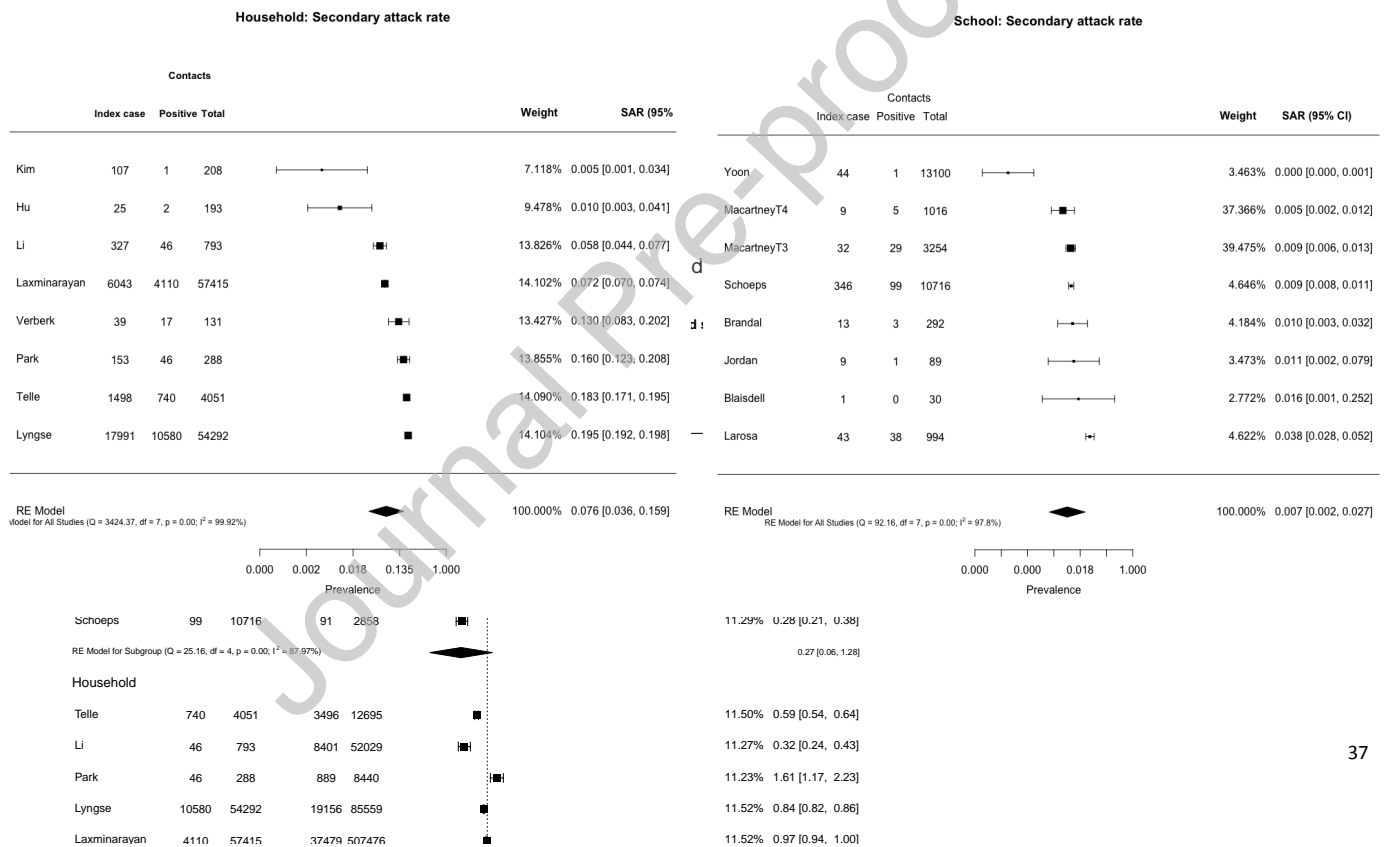 Household: Secondary attack rate
Contacts
Index case Positive Total Weight SAR (95%
Kim 107 1 208 7.118% 0.005 [0.001, 0.034]
Hu 25 2 193 9.478% 0.010 [0.003, 0.041]
Li 327 46 793 13.826% 0.058 [0.044, 0.077]
Laxminarayan 6043 4110 57415 14.102% 0.072 [0.070, 0.074]
Verberk 39 17 131 13.427% 0.130 [0.083, 0.202]
Park 153 46 288 13.855% 0.160 [0.123, 0.208]
Telle 1498 740 4051 14.090% 0.183 [0.171, 0.195]
Lyngse 17991 10580 54292 14.104% 0.195 [0.192, 0.198]
RE Model 100.000% 0.076 [0.036, 0.159]
Model for All Studies (Q = 3424.37, df = 7, p = 0.00; I² = 99.92%)
0.000 0.002 0.018 0.135 1.000
Prevalence
School: Secondary attack rate
Contacts
Index case Positive Total Weight SAR (95% CI)
Yoon 44 1 13100 3.463% 0.000 [0.000, 0.001]
MacartneyT4 9 5 1016 37.366% 0.005 [0.002, 0.012]
MacartneyT3 32 29 3254 39.475% 0.009 [0.006, 0.013]
Schoeps 346 99 10716 4.646% 0.009 [0.008, 0.011]
Brandal 13 3 292 4.184% 0.010 [0.003, 0.032]
Jordan 9 1 89 3.473% 0.011 [0.002, 0.079]
Blaisdell 1 0 30 2.772% 0.016 [0.001, 0.252]
Larosa 43 38 994 4.622% 0.038 [0.028, 0.052]
RE Model 100.000% 0.007 [0.002, 0.027]
RE Model for All Studies (Q = 92.16, df = 7, p = 0.00; I² = 97.8%)
0.000 0.000 0.018 1.000
Prevalence
d
d
Schoeps 99 10716 91 2858 11.29% 0.28 [0.21, 0.38]
RE Model for Subgroup (Q = 25.16, df = 4, p = 0.00; I² = 87.97%) 0.27 [0.06, 1.28]
Household
Telle 740 4051 3496 12695 11.50% 0.59 [0.54, 0.64]
Li 46 793 8401 52029 11.27% 0.32 [0.24, 0.43]
Park 46 288 889 8440 11.23% 1.61 [1.17, 2.23]
Lyngse 10580 54292 19156 85559 11.52% 0.84 [0.82, 0.86]
Laxminarayan 4110 57415 37479 507476 11.52% 0.97 [0.94, 1.00]
37
Journal Pre-proo